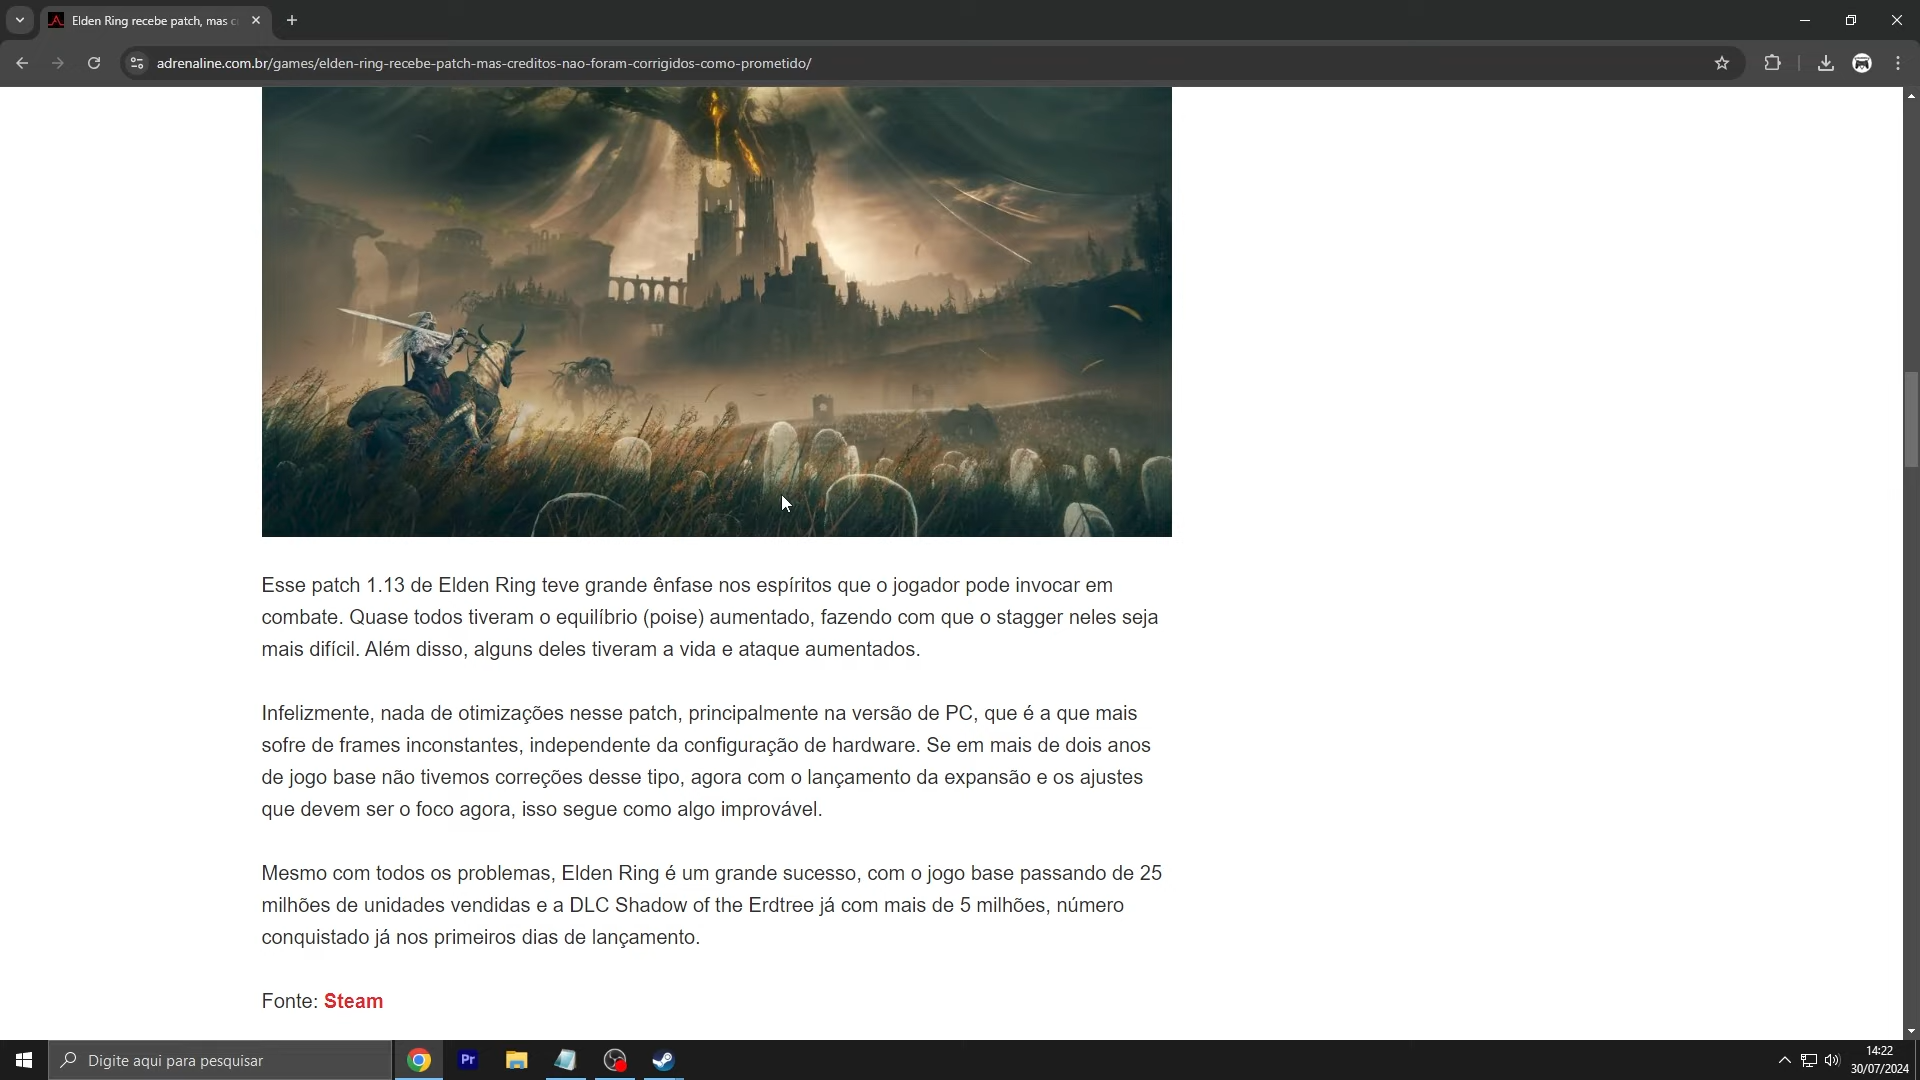 Elden Ring recebe patch, mas c
adrenaline.com.br/games/elden-ring-recebe-patch-mas-creditos-nao-foram-corrigidos-como-prometido/
Esse patch 1.13 de Elden Ring teve grande ênfase nos espíritos que o jogador pode invocar em
combate. Quase todos tiveram o equilíbrio (poise) aumentado, fazendo com que o stagger neles seja
mais difícil. Além disso, alguns deles tiveram a vida e ataque aumentados.
Infelizmente, nada de otimizações nesse patch, principalmente na versão de PC, que é a que mais
sofre de frames inconstantes, independente da configuração de hardware. Se em mais de dois anos
de jogo base não tivemos correções desse tipo, agora com o lançamento da expansão e os ajustes
que devem ser o foco agora, isso segue como algo improvável.
Mesmo com todos os problemas, Elden Ring é um grande sucesso, com o jogo base passando de 25
milhões de unidades vendidas e a DLC Shadow of the Erdtree já com mais de 5 milhões, número
conquistado já nos primeiros dias de lançamento.
Fonte: Steam
Digite aqui para pesquisar
Pr
14:22
30/07/2024